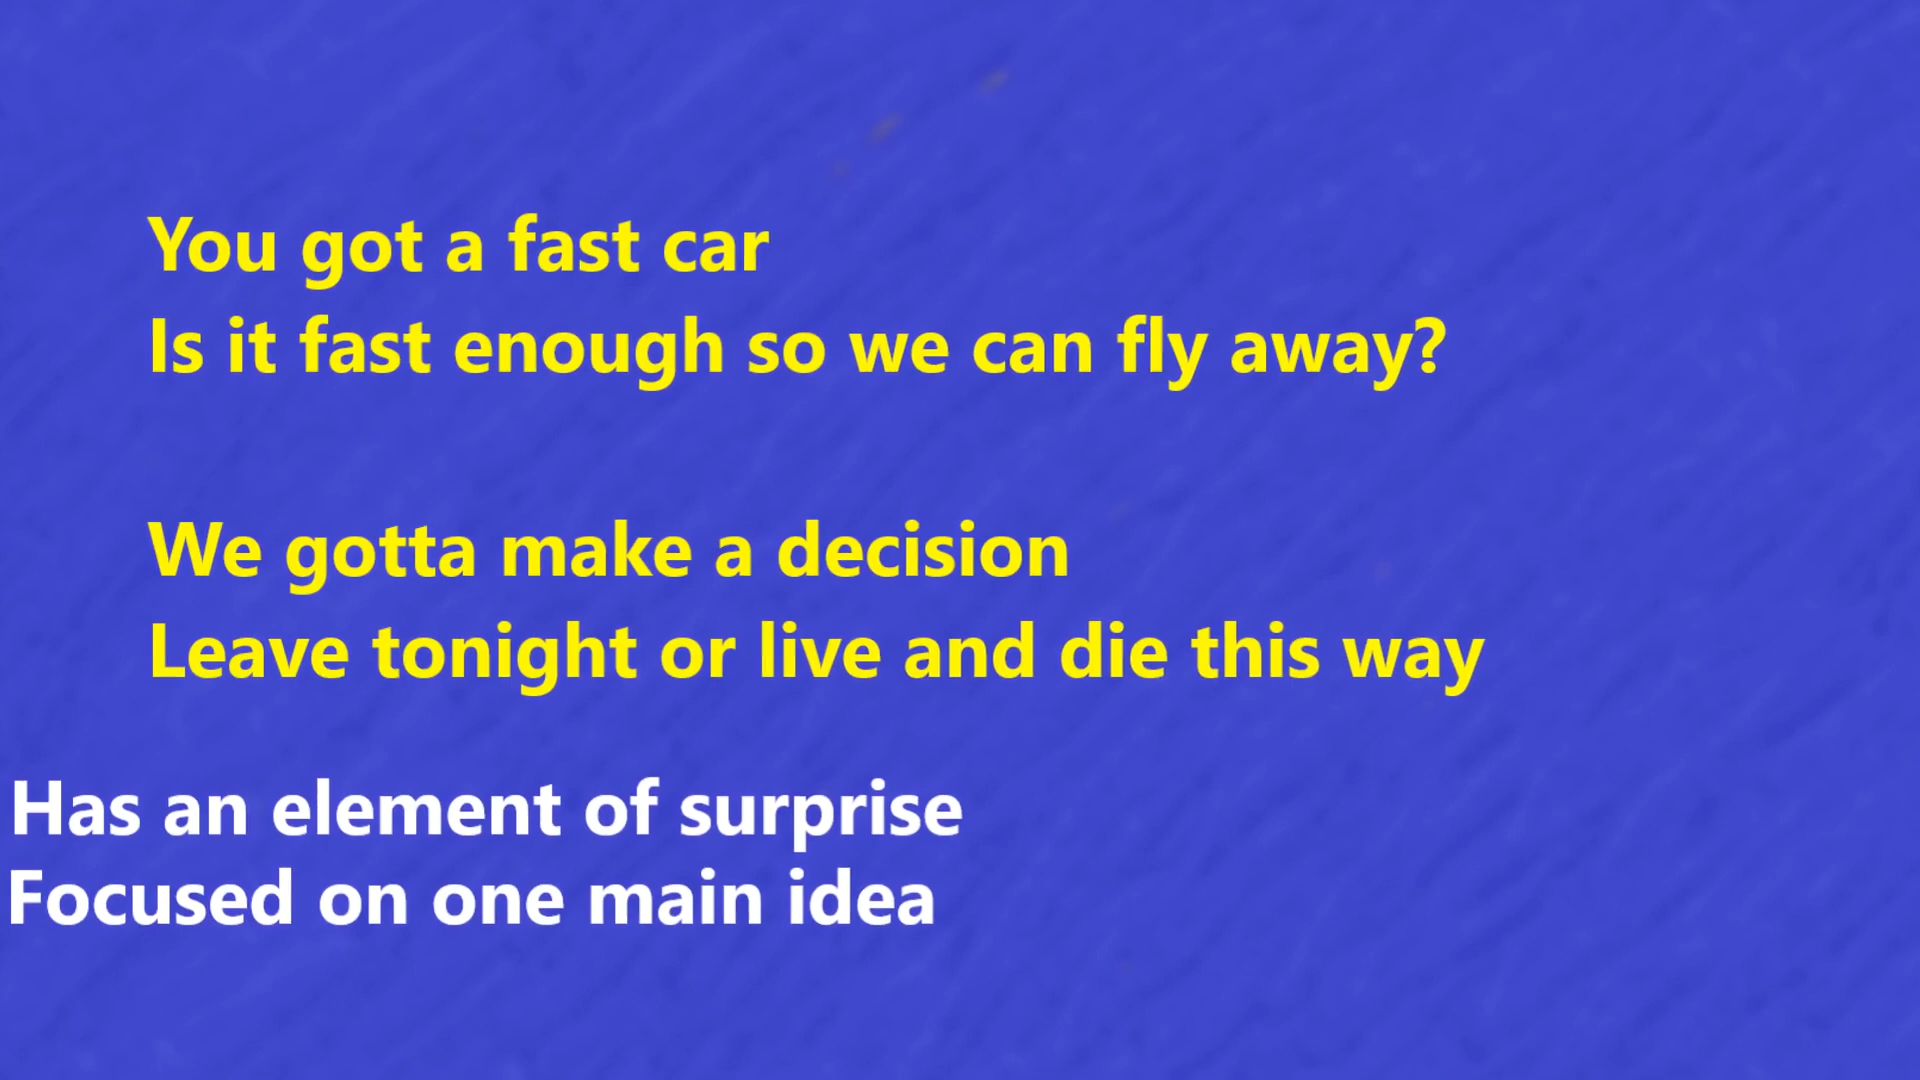 You got a fast car
Is it fast enough so we can fly away?
We gotta make a decision
Leave tonight or live and die this way
Has an element of surprise
Focused on one main idea